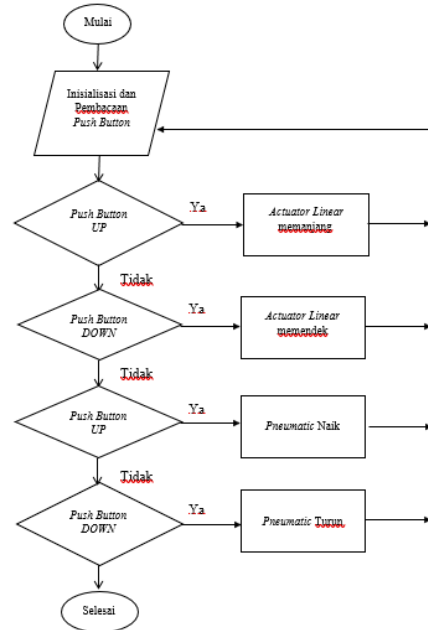 Mulai
Inisialisasi dan
Pembacaan
Push Button
Push Button
UP
Ya
Actuator Linear
memanjang
Tidak
Push Button
DOWN
Ya
Actuator Linear
memendek
Tidak
Push Button
UP
Ya
Pneumatic Naik
Tidak
Push Button
DOWN
Ya
Pneumatic Turun
Selesai